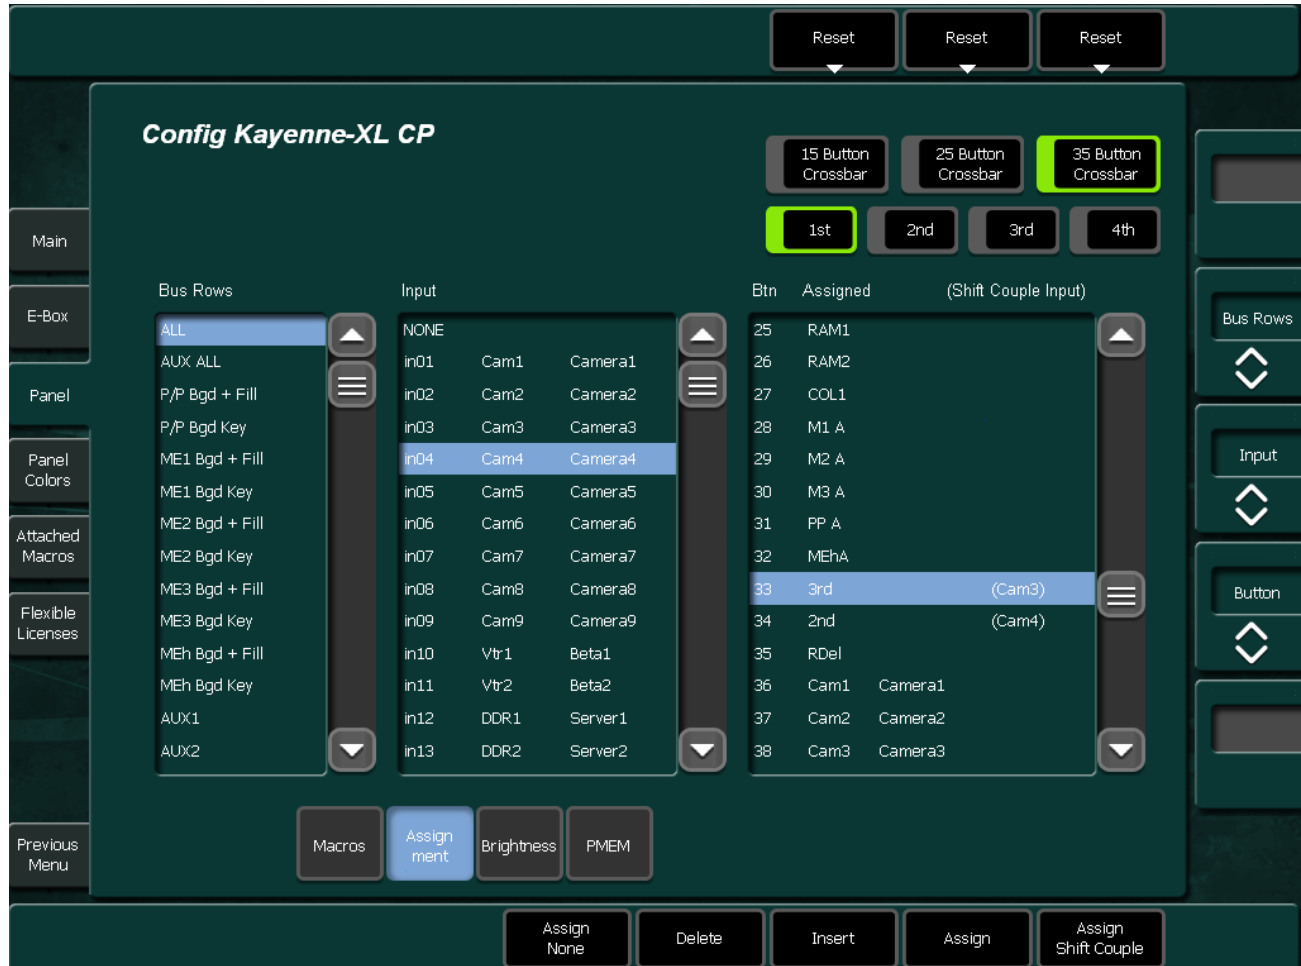 Reset Reset Reset
Config Kayenne-XL CP
15 Button Crossbar
25 Button Crossbar
35 Button Crossbar
1st 2nd 3rd 4th
Main
E-Box
Panel
Panel Colors
Attached Macros
Flexible Licenses
Previous Menu
Bus Rows
ALL
AUX ALL
P/P Bgd + Fill
P/P Bgd Key
ME1 Bgd + Fill
ME1 Bgd Key
ME2 Bgd + Fill
ME2 Bgd Key
ME3 Bgd + Fill
ME3 Bgd Key
MEh Bgd + Fill
MEh Bgd Key
AUX1
AUX2
Input
NONE
in01 Cam1 Camera1
in02 Cam2 Camera2
in03 Cam3 Camera3
in04 Cam4 Camera4
in05 Cam5 Camera5
in06 Cam6 Camera6
in07 Cam7 Camera7
in08 Cam8 Camera8
in09 Cam9 Camera9
in10 Vtr1 Beta1
in11 Vtr2 Beta2
in12 DDR1 Server1
in13 DDR2 Server2
Btn Assigned (Shift Couple Input)
25 RAM1
26 RAM2
27 COL1
28 M1 A
29 M2 A
30 M3 A
31 PP A
32 MEhA
33 3rd (Cam3)
34 2nd (Cam4)
35 RDel
36 Cam1 Camera1
37 Cam2 Camera2
38 Cam3 Camera3
Bus Rows
Input
Button
Macros
Assign
ment
Brightness
PMEM
Assign
None
Delete
Insert
Assign
Assign
Shift Couple